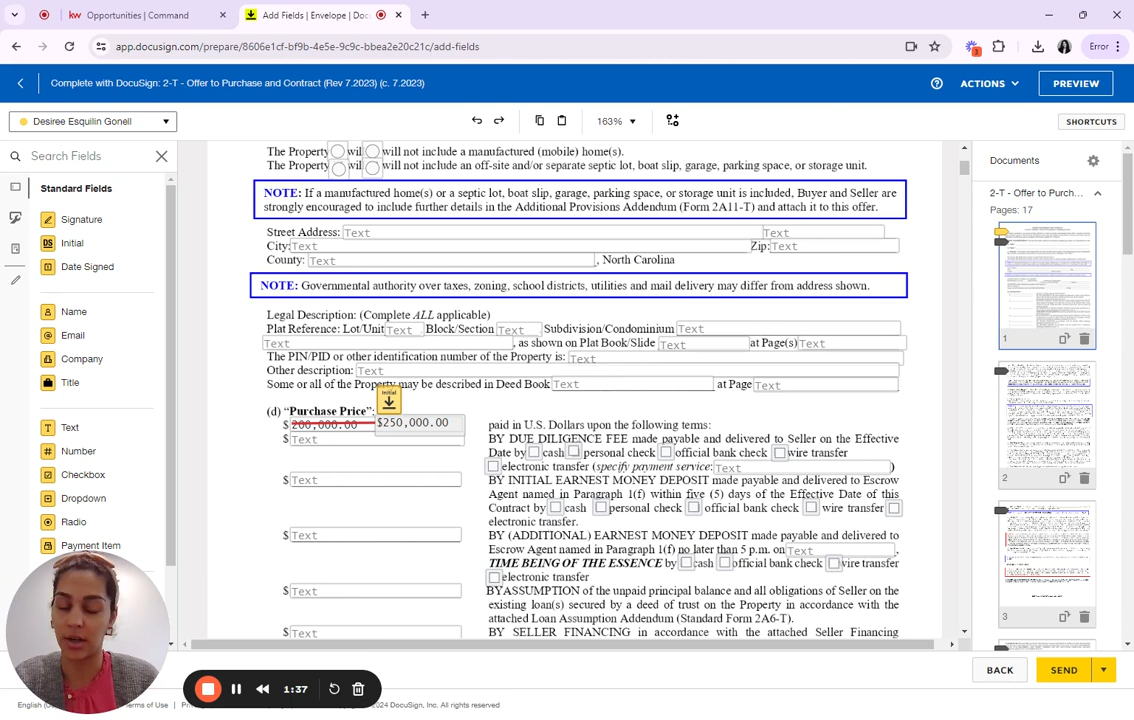 Opportunities | Command
Add Fields | Envelope | Doc
app.docusign.com/prepare/8606e1cf-bf9b-4e5e-9c9c-bbea2e20c21c/add-fields
Error
Complete with DocuSign: 2-T - Offer to Purchase and Contract (Rev 7.2023) (c. 7.2023)
ACTIONS
PREVIEW
Desiree Esquilin Gonell
163%
SHORTCUTS
Search Fields
Standard Fields
Signature
DS Initial
Date Signed
Name
Email
Company
Title
Text
Number
Checkbox
Dropdown
Radio
Payment Item
The Property will will not include a manufactured (mobile) home(s).
The Property will will not include an off-site and/or separate septic lot, boat slip, garage, parking space, or storage unit.
NOTE: If a manufactured home(s) or a septic lot, boat slip, garage, parking space, or storage unit is included, Buyer and Seller are
strongly encouraged to include further details in the Additional Provisions Addendum (Form 2A11-T) and attach it to this offer.
Street Address: Text Text
City: Text Zip: Text
County: Text , North Carolina
NOTE: Governmental authority over taxes, zoning, school districts, utilities and mail delivery may differ from address shown.
Legal Description: (Complete ALL applicable)
Plat Reference: Lot/Unit Text Block/Section Text Subdivision/Condominium Text
Text , as shown on Plat Book/Slide Text at Page(s) Text
The PIN/PID or other identification number of the Property is: Text
Other description: Text
Some or all of the Property may be described in Deed Book Text at Page Text
Initial
(d) “Purchase Price”:
$ 200,000.00 $250,000.00 paid in U.S. Dollars upon the following terms:
$ Text BY DUE DILIGENCE FEE made payable and delivered to Seller on the Effective
Date by cash personal check official bank check wire transfer
electronic transfer (specify payment service: Text )
$ Text BY INITIAL EARNEST MONEY DEPOSIT made payable and delivered to Escrow
Agent named in Paragraph 1(f) within five (5) days of the Effective Date of this
Contract by cash personal check official bank check wire transfer
electronic transfer.
$ Text BY (ADDITIONAL) EARNEST MONEY DEPOSIT made payable and delivered to
Escrow Agent named in Paragraph 1(f) no later than 5 p.m. on Text ,
TIME BEING OF THE ESSENCE by cash official bank check wire transfer
electronic transfer
$ Text BY ASSUMPTION of the unpaid principal balance and all obligations of Seller on the
existing loan(s) secured by a deed of trust on the Property in accordance with the
attached Loan Assumption Addendum (Standard Form 2A6-T).
$ Text BY SELLER FINANCING in accordance with the attached Seller Financing
Documents
2-T - Offer to Purch...
Pages: 17
1
2
3
1:37
BACK
SEND
English (U
Terms of Use
2024 DocuSign, Inc. All rights reserved